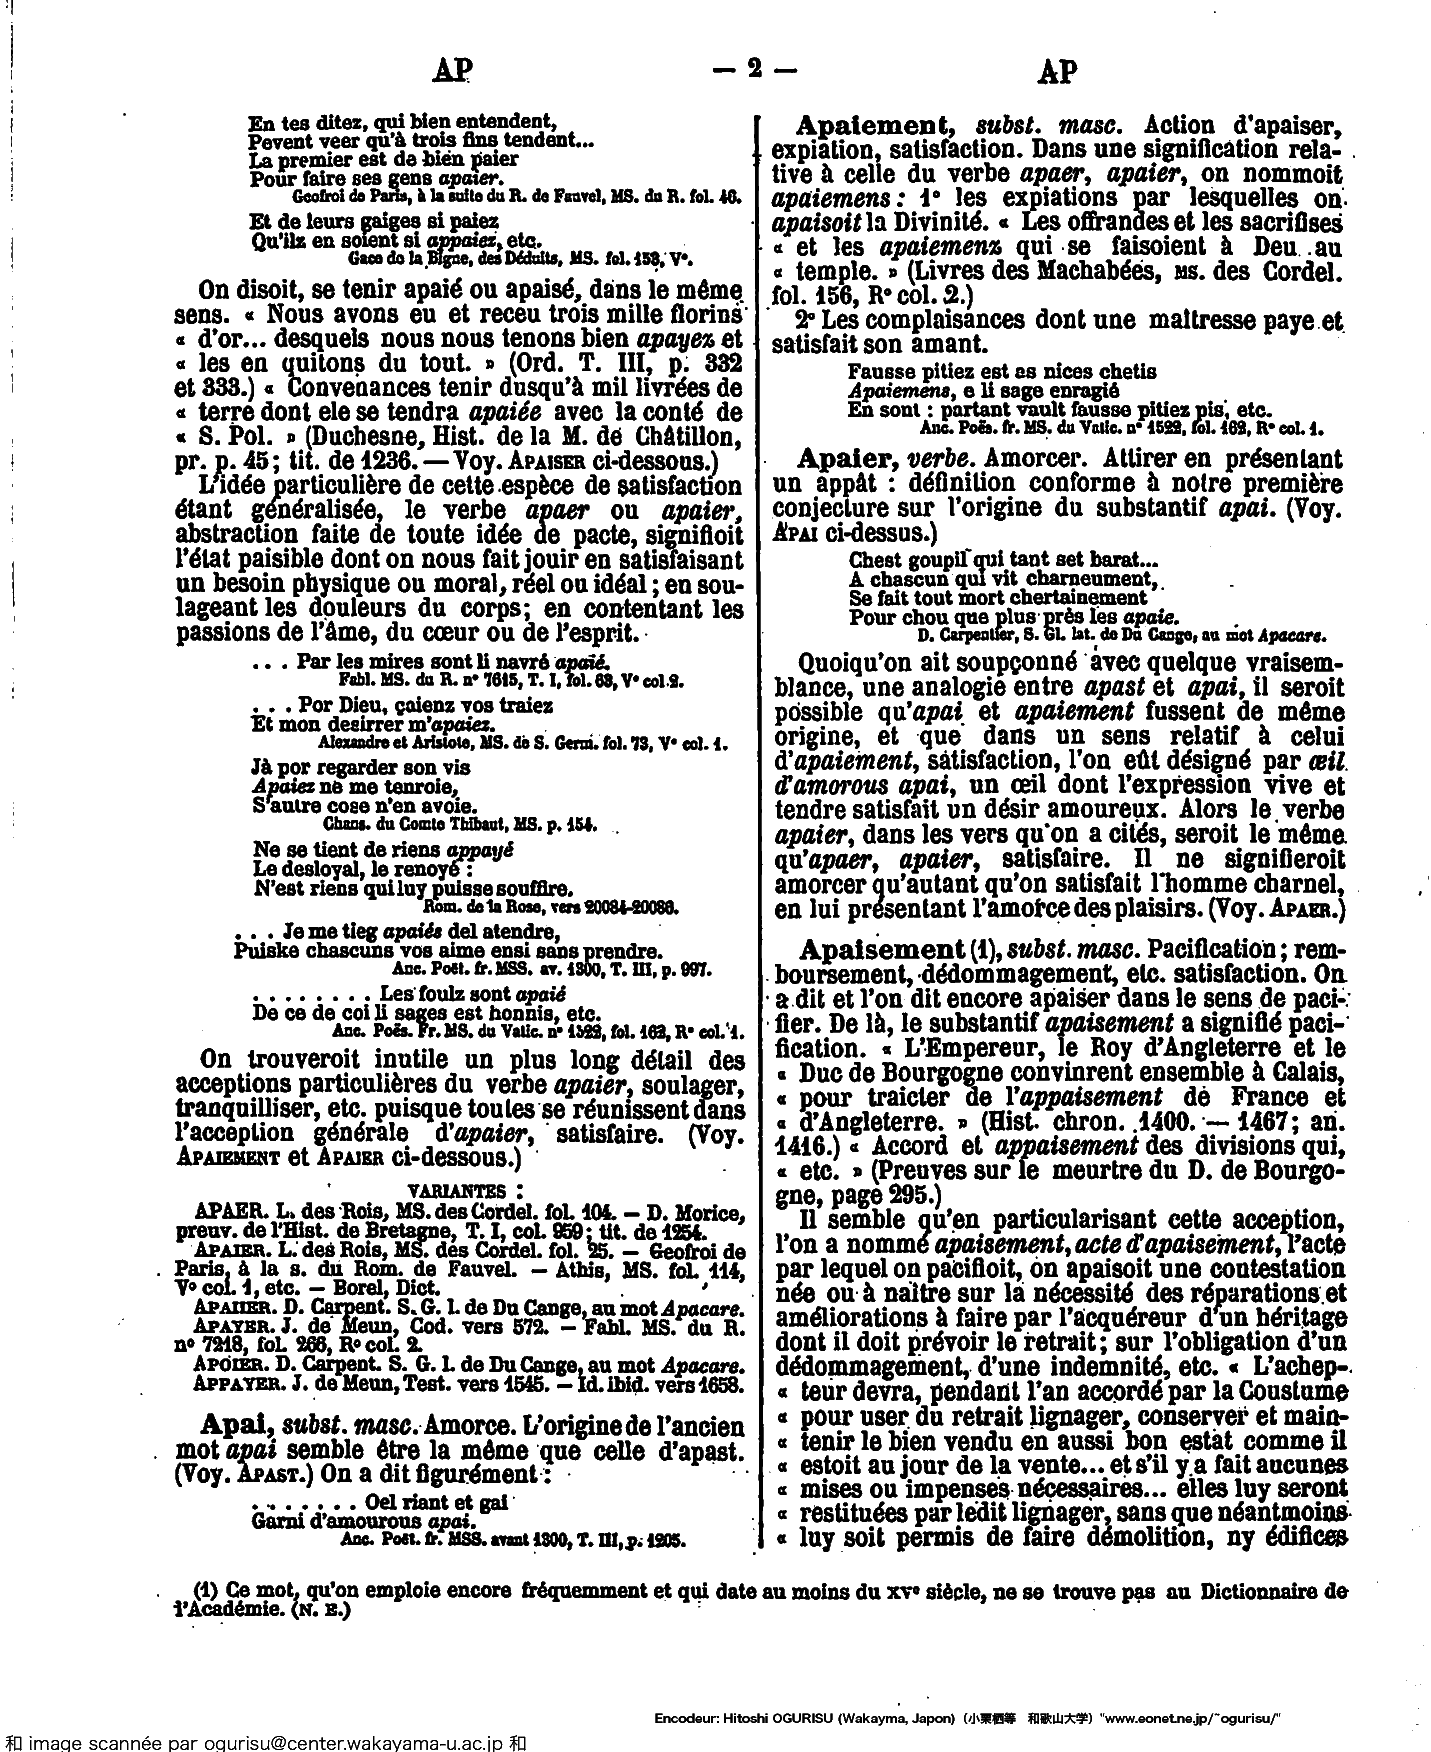 AP
— 2 —
AP
En tes ditez, qui bien entendent,
Pevent veer qu'à trois fins tendent...
La premier est de bien paier
Pour faire ses gens apaier.
Geofroi de Paris, à la suite du R. de Fauvel, MS. du R. fol. 46.
Et de leurs gaiges si paiez
Qu'ilz en soient si appaiez, etc.
Gace de la Bigne, des Déduits, MS. fol. 153, V°.
On disoit, se tenir apaié ou apaisé, dans le même
sens. « Nous avons eu et receu trois mille florins
« d'or... desquels nous nous tenons bien apayez et
« les en quitons du tout. » (Ord. T. III, p. 332
et 333.) « Convenances tenir dusqu'à mil livrées de
« terre dont ele se tendra apaiée avec la conté de
« S. Pol. » (Duchesne, Hist. de la M. de Châtillon,
pr. p. 45; tit. de 1236. — Voy. APAISER ci-dessous.)
L'idée particulière de cette espèce de satisfaction
étant généralisée, le verbe apaer ou apaier,
abstraction faite de toute idée de pacte, signifioit
l'état paisible dont on nous fait jouir en satisfaisant
un besoin physique ou moral, réel ou idéal; en sou-
lageant les douleurs du corps; en contentant les
passions de l'âme, du cœur ou de l'esprit.
. . . Par les mires sont li navré apaié.
Fabl. MS. du R. n° 7615, T. I, fol. 63, V° col. 2.
. . . Por Dieu, çaienz vos traiez
Et mon desirrer m'apaiez.
Alexandre et Aristote, MS. de S. Germ. fol. 73, V° col. 1.
Jà por regarder son vis
Apaiez ne me tenroie,
S'autre cose n'en avoie.
Chans. du Comte Thibaut, MS. p. 154.
Ne se tient de riens appayé
Le desloyal, le renoyé :
N'est riens qui luy puisse souffire.
Rom. de la Rose, vers 20084-20086.
. . . Je me tieg apaiés del atendre,
Puiske chascuns vos aime ensi sans prendre.
Anc. Poët. fr. MSS. av. 1300, T. III, p. 997.
. . . . . . . . Les foulz sont apaié
De ce de coi li sages est honnis, etc.
Anc. Poës. Fr. MS. du Vatic. n° 1522, fol. 162, R° col. 1.
On trouveroit inutile un plus long détail des
acceptions particulières du verbe apaier, soulager,
tranquilliser, etc. puisque toutes se réunissent dans
l'acception générale d'apaier, satisfaire. (Voy.
APAIEMENT et APAIER ci-dessous.)
VARIANTES :
APAER. L. des Rois, MS. des Cordel. fol. 104. — D. Morice,
preuv. de l'Hist. de Bretagne, T. I, col. 959; tit. de 1254.
APAIER. L. des Rois, MS. des Cordel. fol. 25. — Geofroi de
Paris, à la s. du Rom. de Fauvel. — Athis, MS. fol. 114,
V° col. 1, etc. — Borel, Dict.
APAIIER. D. Carpent. S. G. l. de Du Cange, au mot Apacare.
APAYER. J. de Meun, Cod. vers 572. — Fabl. MS. du R.
n° 7218, fol. 266, R° col. 2.
APOIER. D. Carpent. S. G. l. de Du Cange, au mot Apacare.
APPAYER. J. de Meun, Test. vers 1545. — Id. ibid. vers 1658.
Apai, subst. masc. Amorce. L'origine de l'ancien
mot apai semble être la même que celle d'apast.
(Voy. APAST.) On a dit figurément :
. . . . . . . Oel riant et gai
Garni d'amourous apai.
Anc. Poët. fr. MSS. avant 1300, T. III, p. 1205.
Apaiement, subst. masc. Action d'apaiser,
expiation, satisfaction. Dans une signification rela-
tive à celle du verbe apaer, apaier, on nommoit
apaiemens : 1° les expiations par lesquelles on
apaisoit la Divinité. « Les offrandes et les sacrifises
« et les apaiemenz qui se faisoient à Deu au
« temple. » (Livres des Machabées, MS. des Cordel.
fol. 156, R° col. 2.)
2° Les complaisances dont une maîtresse paye et
satisfait son amant.
Fausse pitiez est as nices chetis
Apaiemens, e li sage enragié
En sont : partant vault fausse pitiez pis, etc.
Anc. Poës. fr. MS. du Vatic. n° 1522, fol. 162, R° col. 1.
Apaier, verbe. Amorcer. Attirer en présentant
un appât : définition conforme à notre première
conjecture sur l'origine du substantif apai. (Voy.
APAI ci-dessus.)
Chest goupil qui tant set barat...
A chascun qui vit charneument,
Se fait tout mort chertainement
Pour chou que plus près les apaie.
D. Carpentier, S. Gl. lat. de Du Cange, au mot Apacare.
Quoiqu'on ait soupçonné avec quelque vraisem-
blance, une analogie entre apast et apai, il seroit
possible qu'apai et apaiement fussent de même
origine, et que dans un sens relatif à celui
d'apaiement, satisfaction, l'on eût désigné par œil
d'amorous apai, un œil dont l'expression vive et
tendre satisfait un désir amoureux. Alors le verbe
apaier, dans les vers qu'on a cités, seroit le même
qu'apaer, apaier, satisfaire. Il ne signifieroit
amorcer qu'autant qu'on satisfait l'homme charnel,
en lui présentant l'amorce des plaisirs. (Voy. APAER.)
Apaisement (1), subst. masc. Pacification; rem-
boursement, dédommagement, etc. satisfaction. On
a dit et l'on dit encore apaiser dans le sens de paci-
fier. De là, le substantif apaisement a signifié paci-
fication. « L'Empereur, le Roy d'Angleterre et le
« Duc de Bourgogne convinrent ensemble à Calais,
« pour traicter de l'appaisement de France et
« d'Angleterre. » (Hist. chron. 1400. — 1467; an.
1416.) « Accord et appaisement des divisions qui,
« etc. » (Preuves sur le meurtre du D. de Bourgo-
gne, page 295.)
Il semble qu'en particularisant cette acception,
l'on a nommé apaisement, acte d'apaisement, l'acte
par lequel on pacifioit, on apaisoit une contestation
née ou à naître sur la nécessité des réparations et
améliorations à faire par l'acquéreur d'un héritage
dont il doit prévoir le retrait; sur l'obligation d'un
dédommagement, d'une indemnité, etc. « L'achep-
« teur devra, pendant l'an accordé par la Coustume
« pour user du retrait lignager, conserver et main-
« tenir le bien vendu en aussi bon estat comme il
« estoit au jour de la vente... et s'il y a fait aucunes
« mises ou impenses nécessaires... elles luy seront
« restituées par ledit lignager, sans que néantmoins
« luy soit permis de faire démolition, ny édifices
(1) Ce mot, qu'on emploie encore fréquemment et qui date au moins du XV° siècle, ne se trouve pas au Dictionnaire de
l'Académie. (N. E.)
Encodeur: Hitoshi OGURISU (Wakayma, Japon) (小栗栖等 和歌山大学) "www.eonet.ne.jp/~ogurisu/"
和 image scannée par ogurisu@center.wakayama-u.ac.jp 和